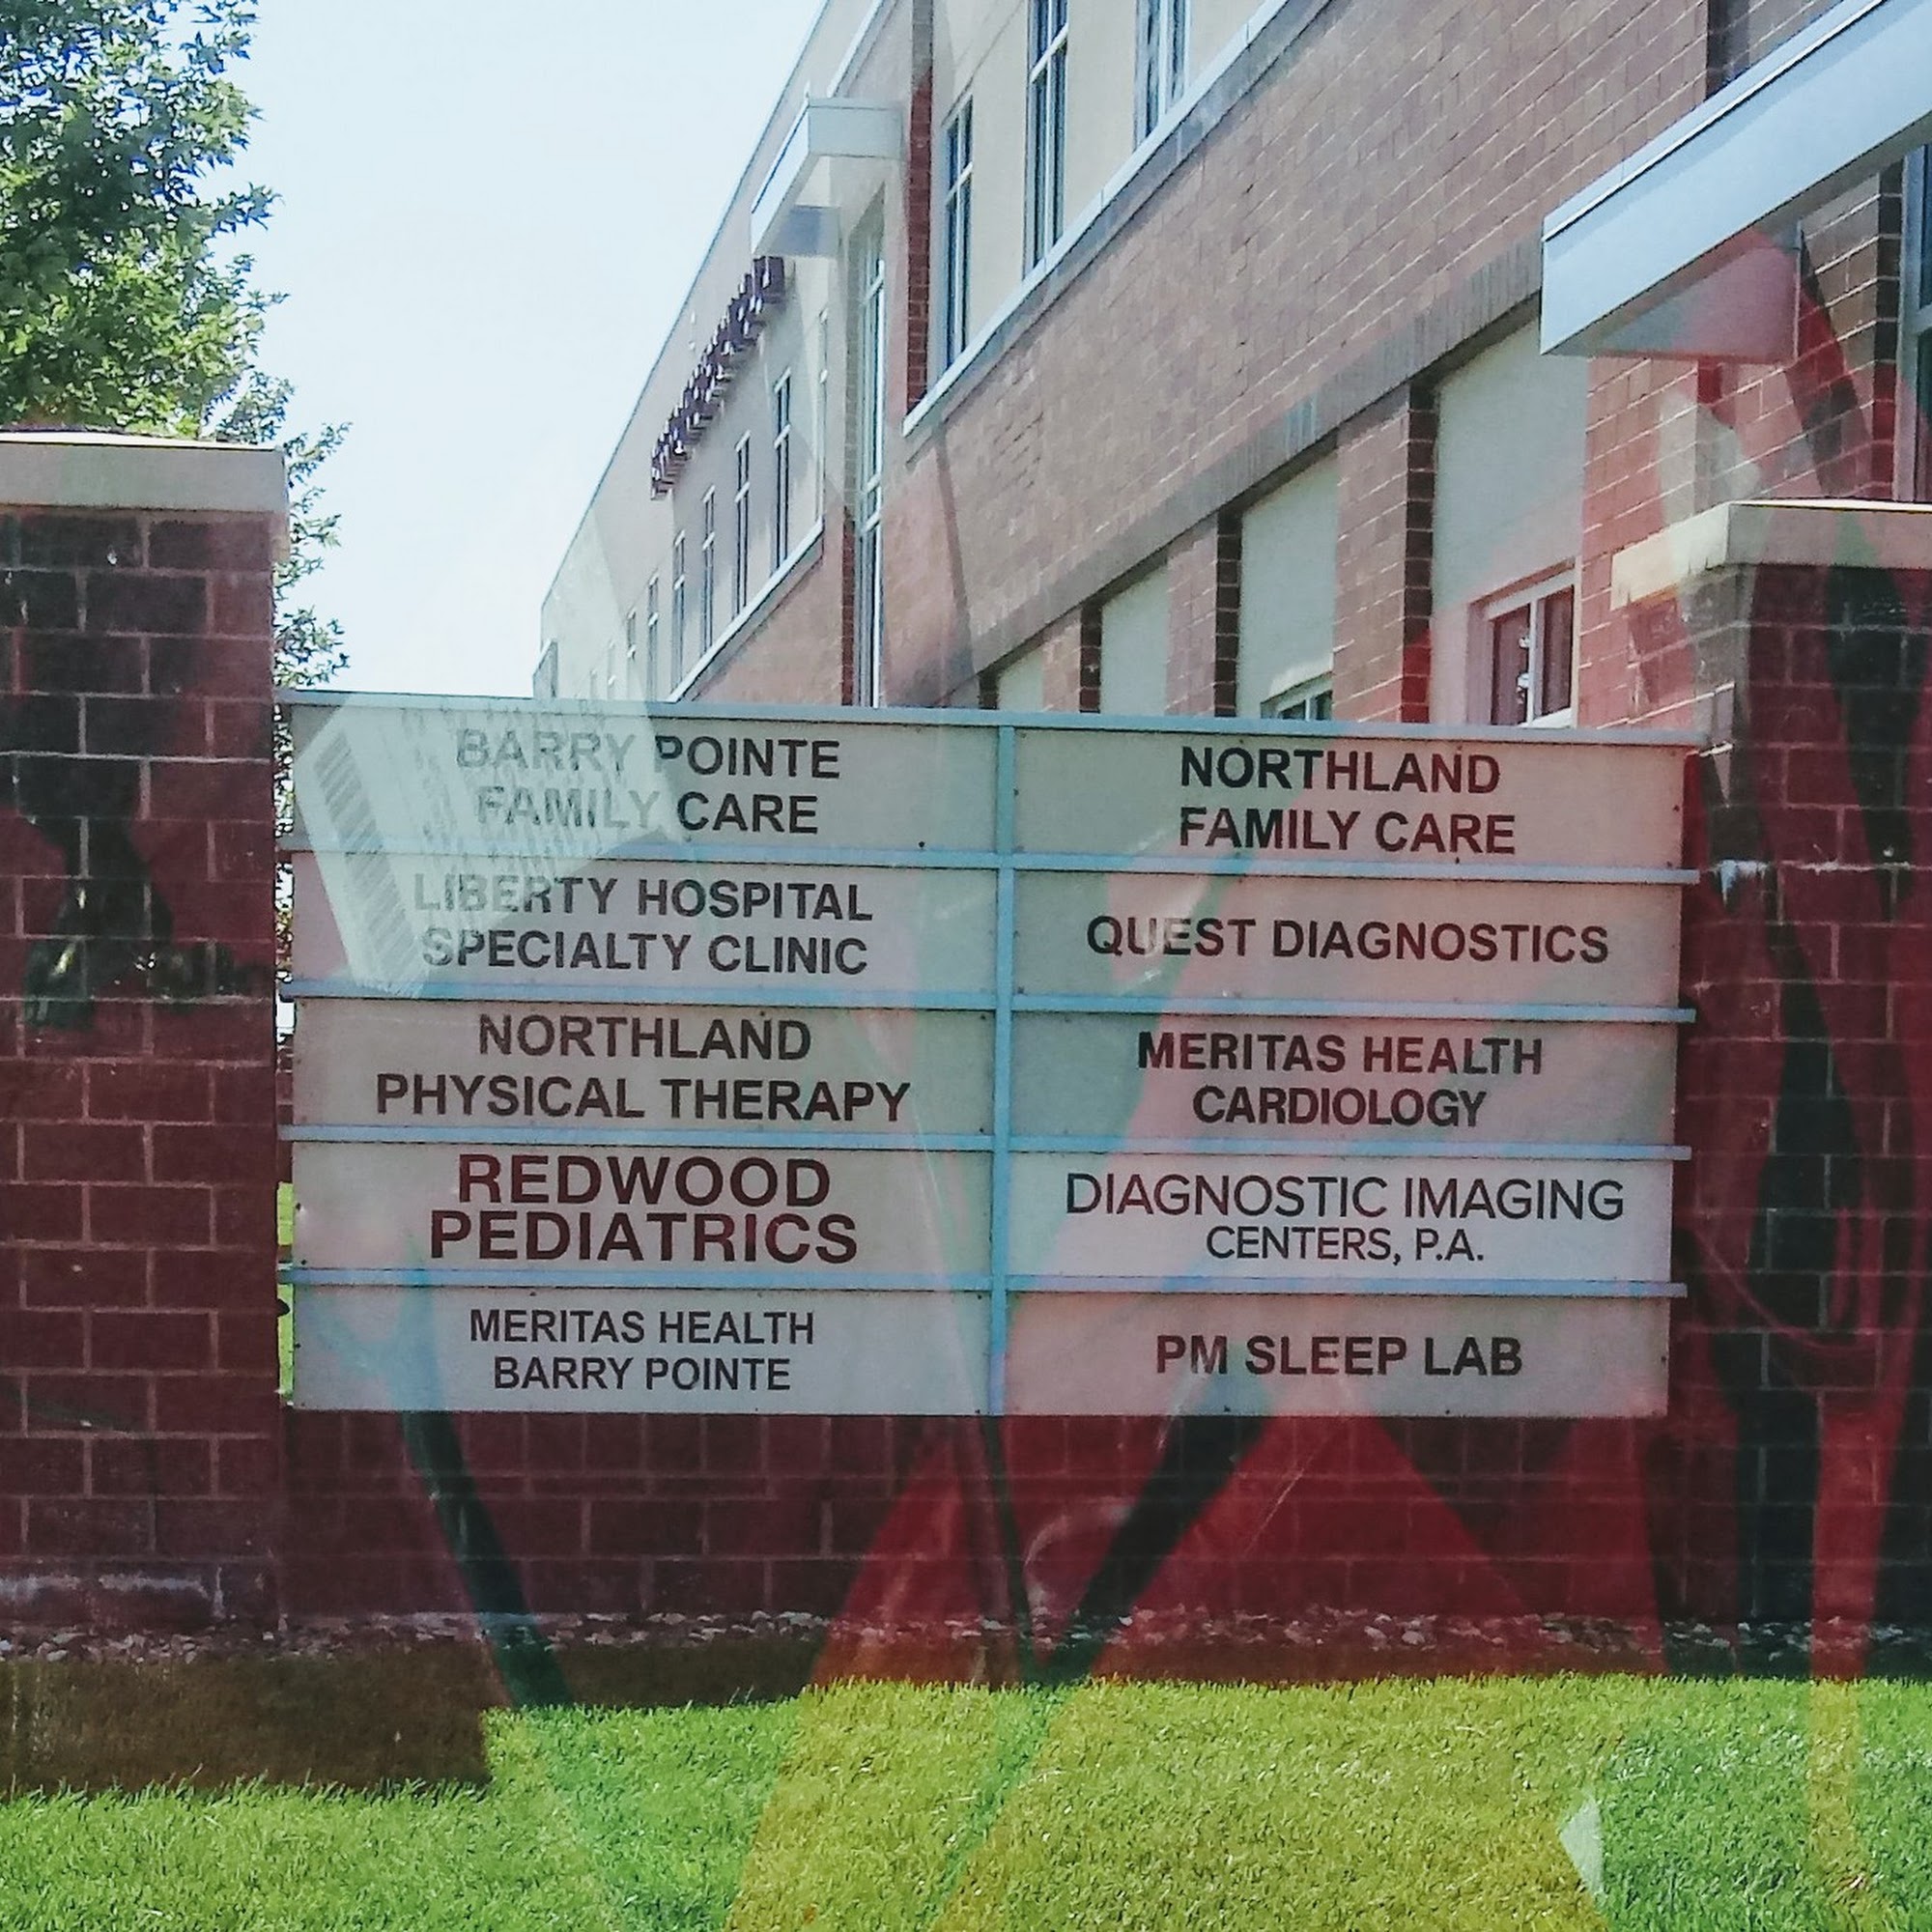 BARRY POINTE
FAMILY CARE
LIBERTY HOSPITAL
SPECIALTY CLINIC
NORTHLAND
PHYSICAL THERAPY
REDWOOD
PEDIATRICS
MERITAS HEALTH
BARRY POINTE
NORTHLAND
FAMILY CARE
QUEST DIAGNOSTICS
MERITAS HEALTH
CARDIOLOGY
DIAGNOSTIC IMAGING
CENTERS, P.A.
PM SLEEP LAB